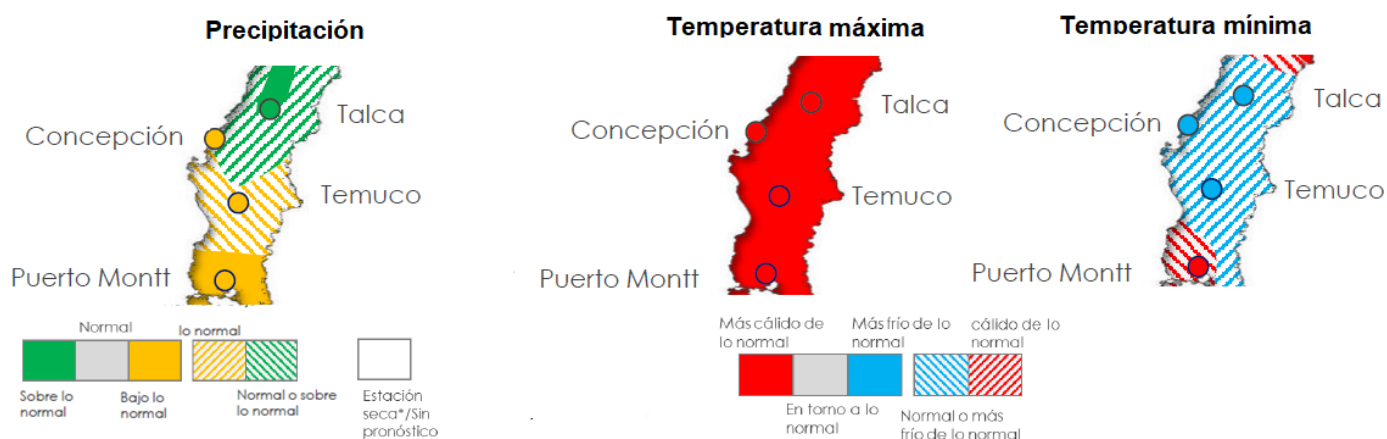 Precipitación
Talca
Concepción
Temuco
Puerto Montt
Normal
lo normal
Sobre lo
normal
Bajo lo
normal
Normal o sobre
lo normal
Estación
seca*/Sin
pronóstico
Temperatura máxima
Talca
Concepción
Temuco
Puerto Montt
Temperatura mínima
Talca
Concepción
Temuco
Puerto Montt
Más cálido de
lo normal
Más frío de lo
normal
cálido de lo
normal
En torno a lo
normal
Normal o más
frío de lo normal